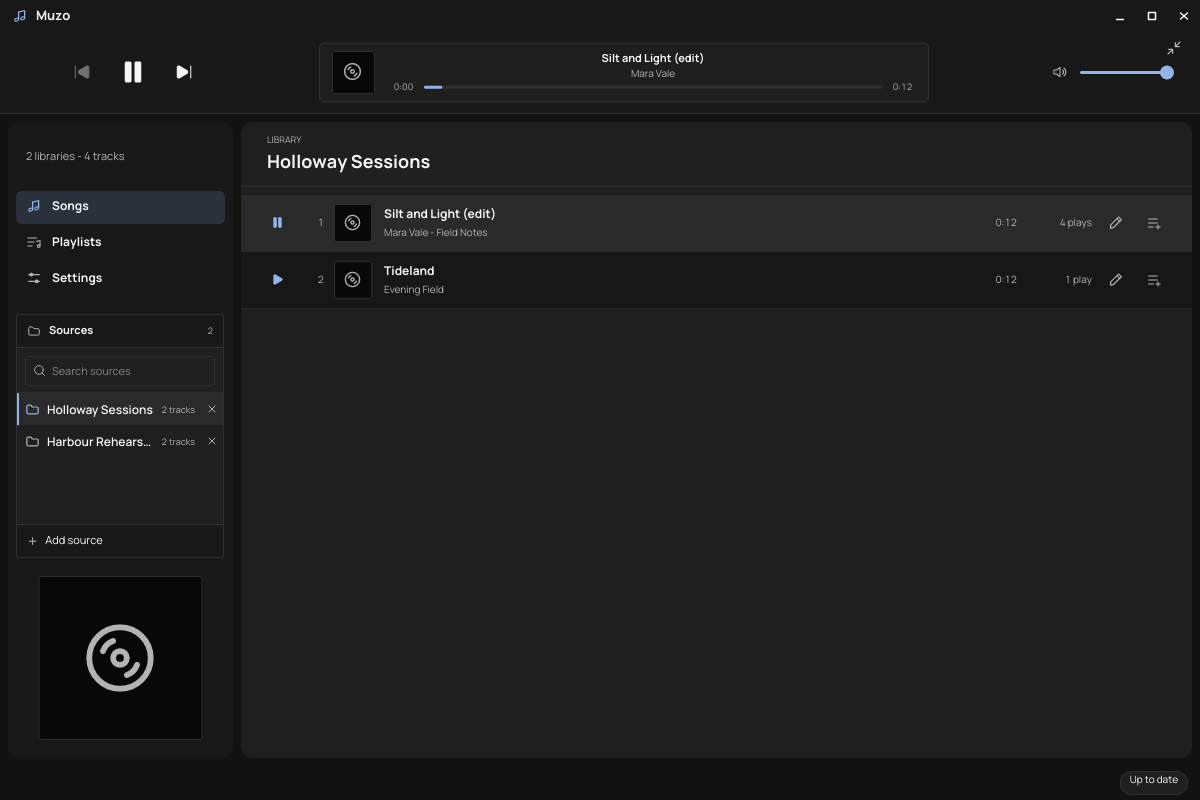 Muzo
Silt and Light (edit)
Mara Vale
0:00
0:12
2 libraries - 4 tracks
Songs
Playlists
Settings
Sources
2
Search sources
Holloway Sessions
2 tracks
Harbour Rehears...
2 tracks
Add source
LIBRARY
Holloway Sessions
1
Silt and Light (edit)
Mara Vale - Field Notes
0:12
4 plays
2
Tideland
Evening Field
0:12
1 play
Up to date